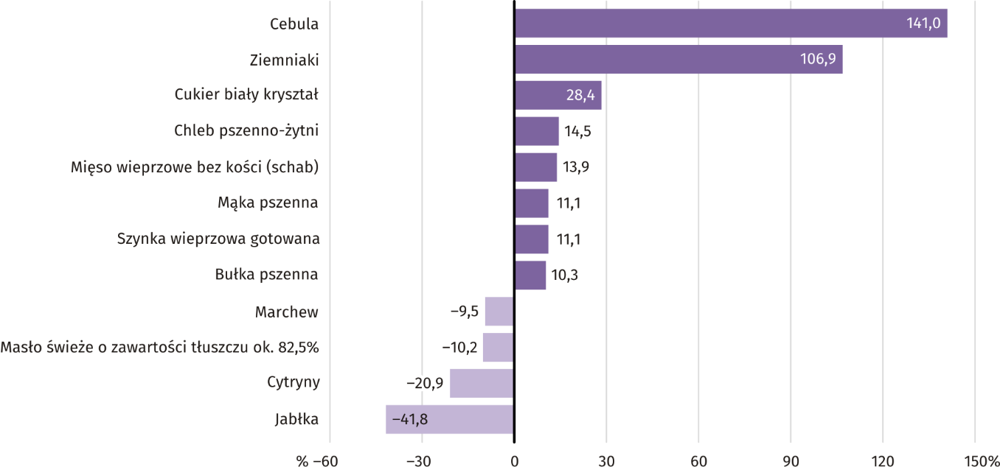 Cebula 141,0
Ziemniaki 106,9
Cukier biały kryształ 28,4
Chleb pszenno-żytni 14,5
Mięso wieprzowe bez kości (schab) 13,9
Mąka pszenna 11,1
Szynka wieprzowa gotowana 11,1
Bułka pszenna 10,3
Marchew –9,5
Masło świeże o zawartości tłuszczu ok. 82,5% –10,2
Cytryny –20,9
Jabłka –41,8
% –60 –30 0 30 60 90 120 150%